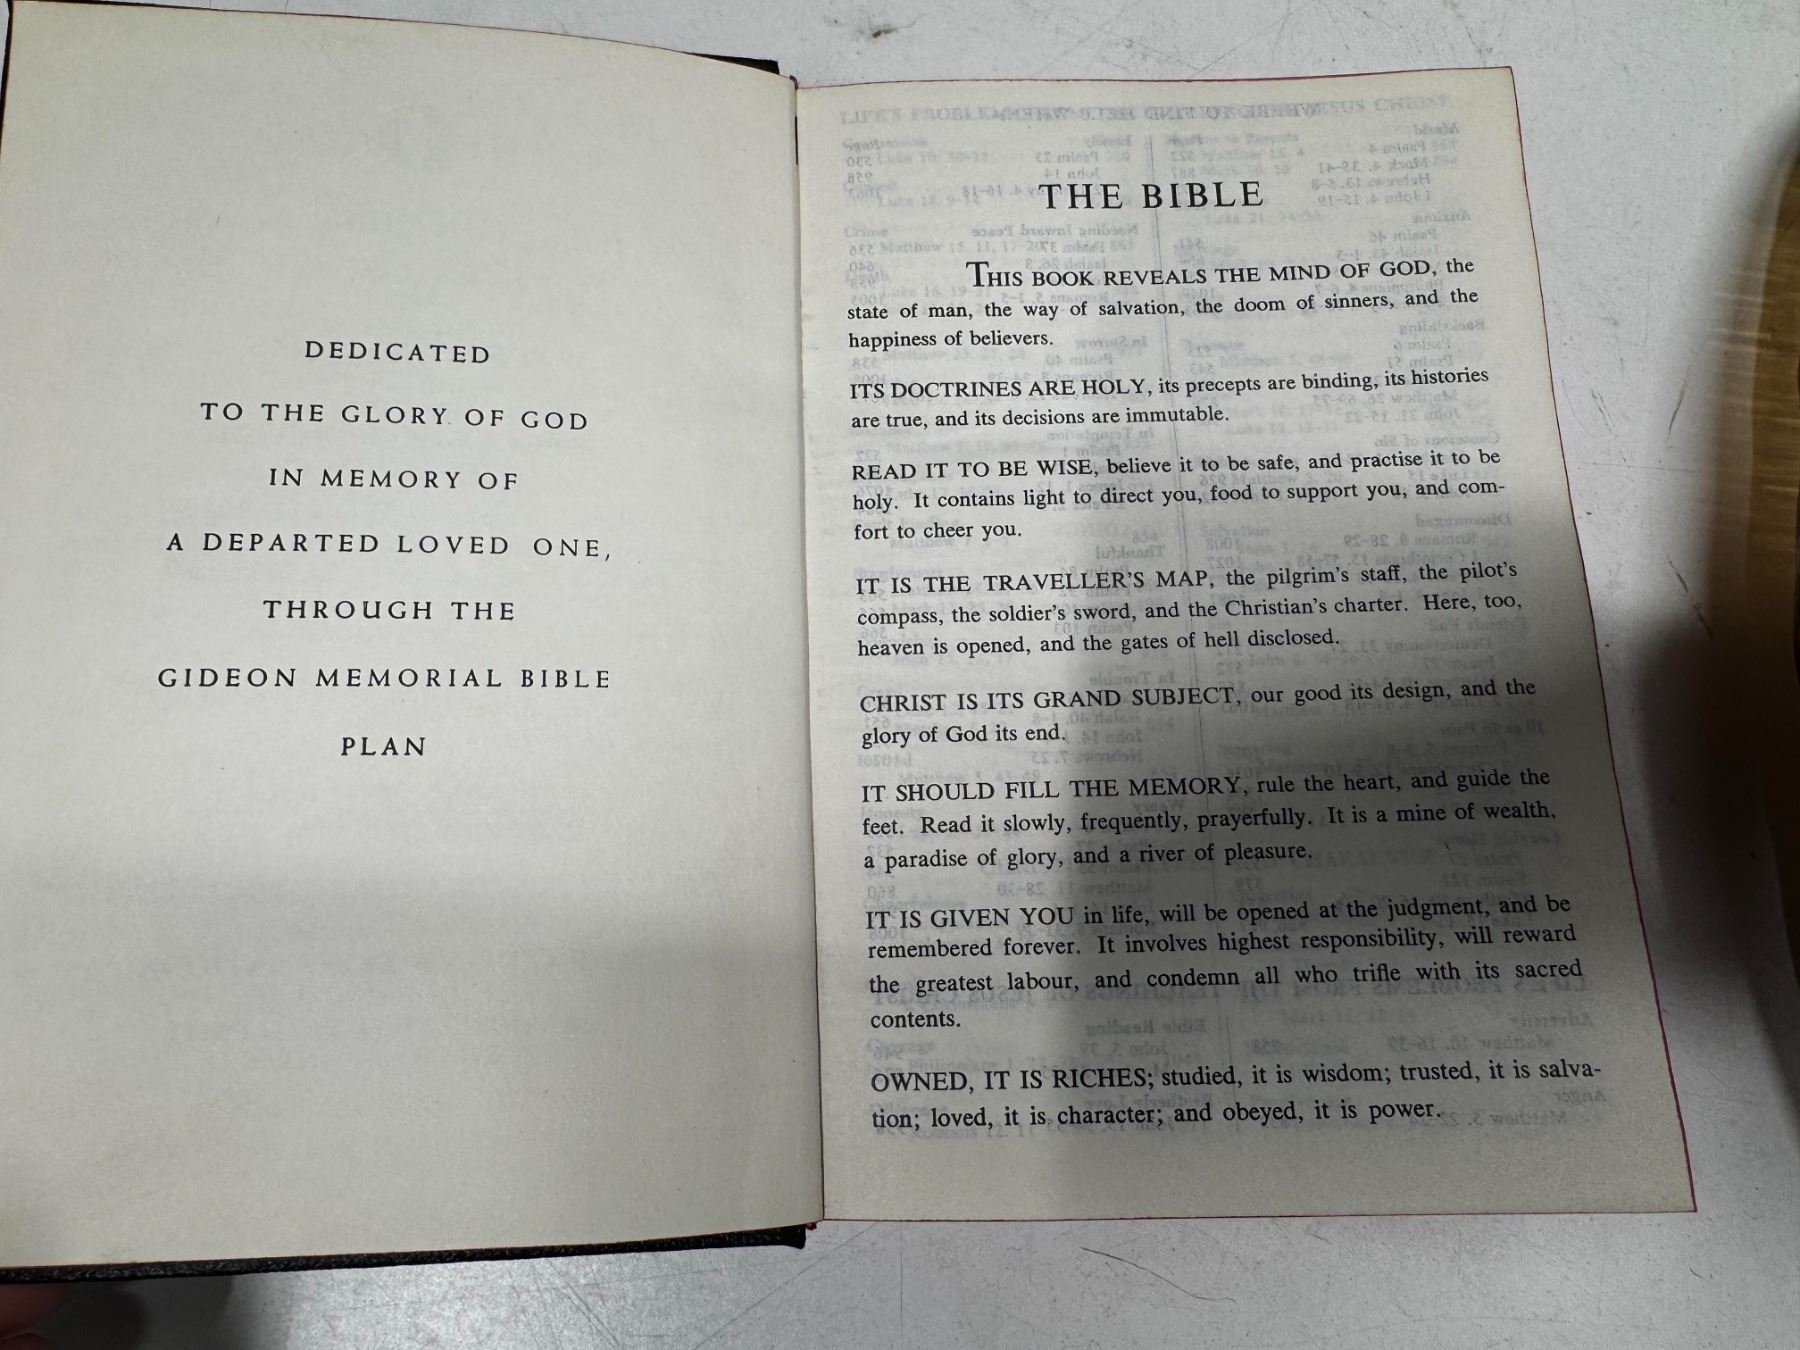 DEDICATED
TO THE GLORY OF GOD
IN MEMORY OF
A DEPARTED LOVED ONE,
THROUGH THE
GIDEON MEMORIAL BIBLE
PLAN
THE BIBLE
THIS BOOK REVEALS THE MIND OF GOD, the
state of man, the way of salvation, the doom of sinners, and the
happiness of believers.
ITS DOCTRINES ARE HOLY, its precepts are binding, its histories
are true, and its decisions are immutable.
READ IT TO BE WISE, believe it to be safe, and practise it to be
holy. It contains light to direct you, food to support you, and com-
fort to cheer you.
IT IS THE TRAVELLER'S MAP, the pilgrim's staff, the pilot's
compass, the soldier's sword, and the Christian's charter. Here, too,
heaven is opened, and the gates of hell disclosed.
CHRIST IS ITS GRAND SUBJECT, our good its design, and the
glory of God its end.
IT SHOULD FILL THE MEMORY, rule the heart, and guide the
feet. Read it slowly, frequently, prayerfully. It is a mine of wealth,
a paradise of glory, and a river of pleasure.
IT IS GIVEN YOU in life, will be opened at the judgment, and be
remembered forever. It involves highest responsibility, will reward
the greatest labour, and condemn all who trifle with its sacred
contents.
OWNED, IT IS RICHES; studied, it is wisdom; trusted, it is salva-
tion; loved, it is character; and obeyed, it is power.